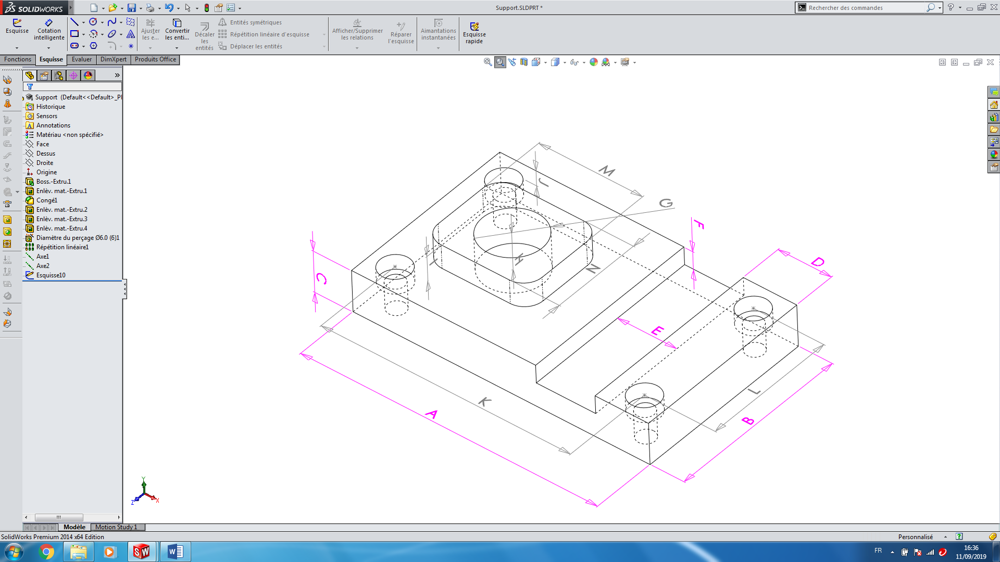 SOLIDWORKS
Support.SLDPRT *
Rechercher des commandes
Esquisse
Cotation intelligente
Ajuster les e...
Convertir les enti...
Décaler les entités
Entités symétriques
Répétition linéaire d'esquisse
Déplacer les entités
Afficher/Supprimer les relations
Réparer l'esquisse
Aimantations instantanées
Esquisse rapide
Fonctions
Esquisse
Evaluer
DimXpert
Produits Office
Support (Default<<Default>_PI
Historique
Sensors
Annotations
Matériau <non spécifié>
Face
Dessus
Droite
Origine
Boss.-Extru.1
Enlèv. mat.-Extru.1
Congé1
Enlèv. mat.-Extru.2
Enlèv. mat.-Extru.3
Enlèv. mat.-Extru.4
Diamètre du perçage Ø6.0 (6)1
Répétition linéaire1
Axe1
Axe2
Esquisse10
M
J
G
F
D
C
I
H
N
E
K
A
L
B
Y
Z
X
Modèle
Motion Study 1
SolidWorks Premium 2014 x64 Edition
Personnalisé
FR
16:36
11/09/2019